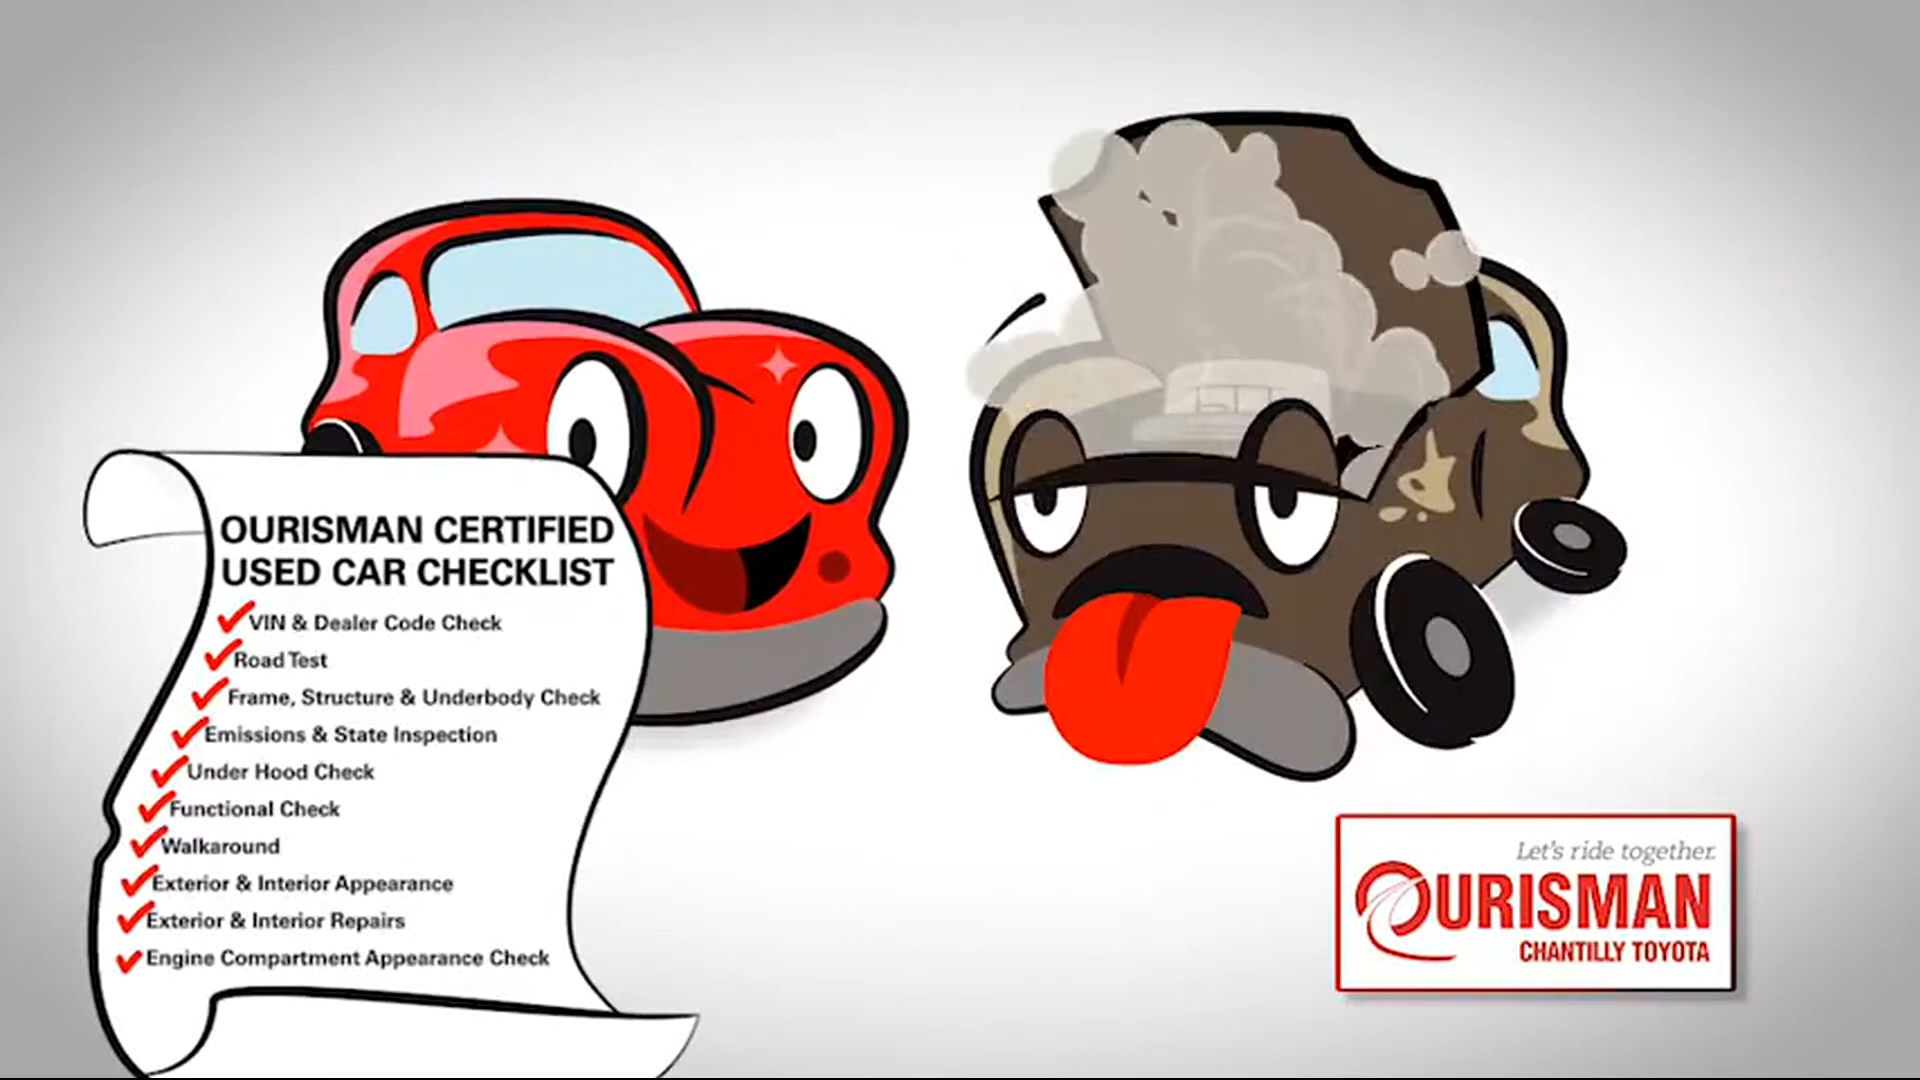 OURISMAN CERTIFIED
USED CAR CHECKLIST
VIN & Dealer Code Check
Road Test
Frame, Structure & Underbody Check
Emissions & State Inspection
Under Hood Check
Functional Check
Walkaround
Exterior & Interior Appearance
Exterior & Interior Repairs
Engine Compartment Appearance Check
Let's ride together.
OURISMAN
CHANTILLY TOYOTA